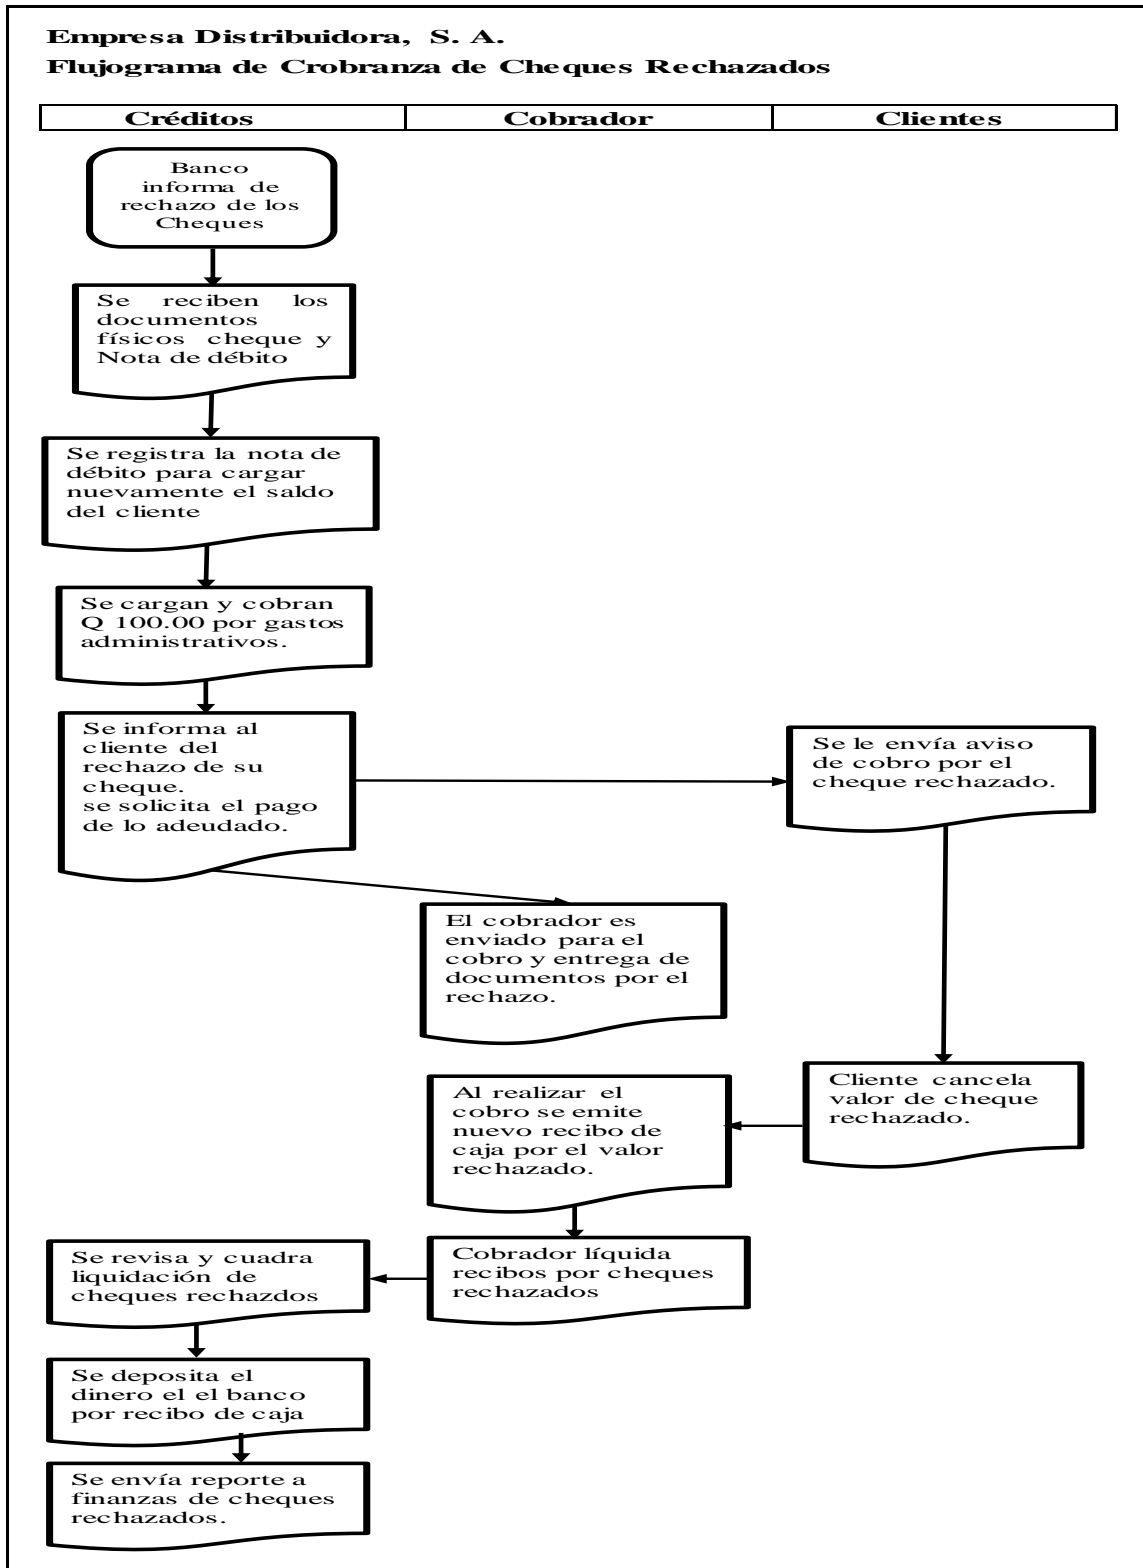 Empresa Distribuidora, S. A.
Flujograma de Crobranza de Cheques Rechazados
Créditos
Cobrador
Clientes
Banco
informa de
rechazo de los
Cheques
Se reciben los
documentos
físicos cheque y
Nota de débito
Se registra la nota de
débito para cargar
nuevamente el saldo
del cliente
Se cargan y cobran
Q 100.00 por gastos
administrativos.
Se informa al
cliente del
rechazo de su
cheque.
se solicita el pago
de lo adeudado.
Se le envía aviso
de cobro por el
cheque rechazado.
El cobrador es
enviado para el
cobro y entrega de
documentos por el
rechazo.
Cliente cancela
valor de cheque
rechazado.
Al realizar el
cobro se emite
nuevo recibo de
caja por el valor
rechazado.
Cobrador líquida
recibos por cheques
rechazados
Se revisa y cuadra
liquidación de
cheques rechazdos
Se deposita el
dinero el el banco
por recibo de caja
Se envía reporte a
finanzas de cheques
rechazados.